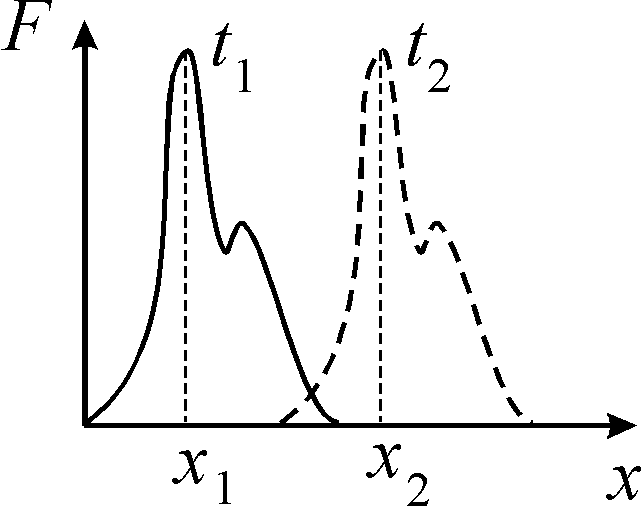 F
t₁ t₂
x₁ x₂ x